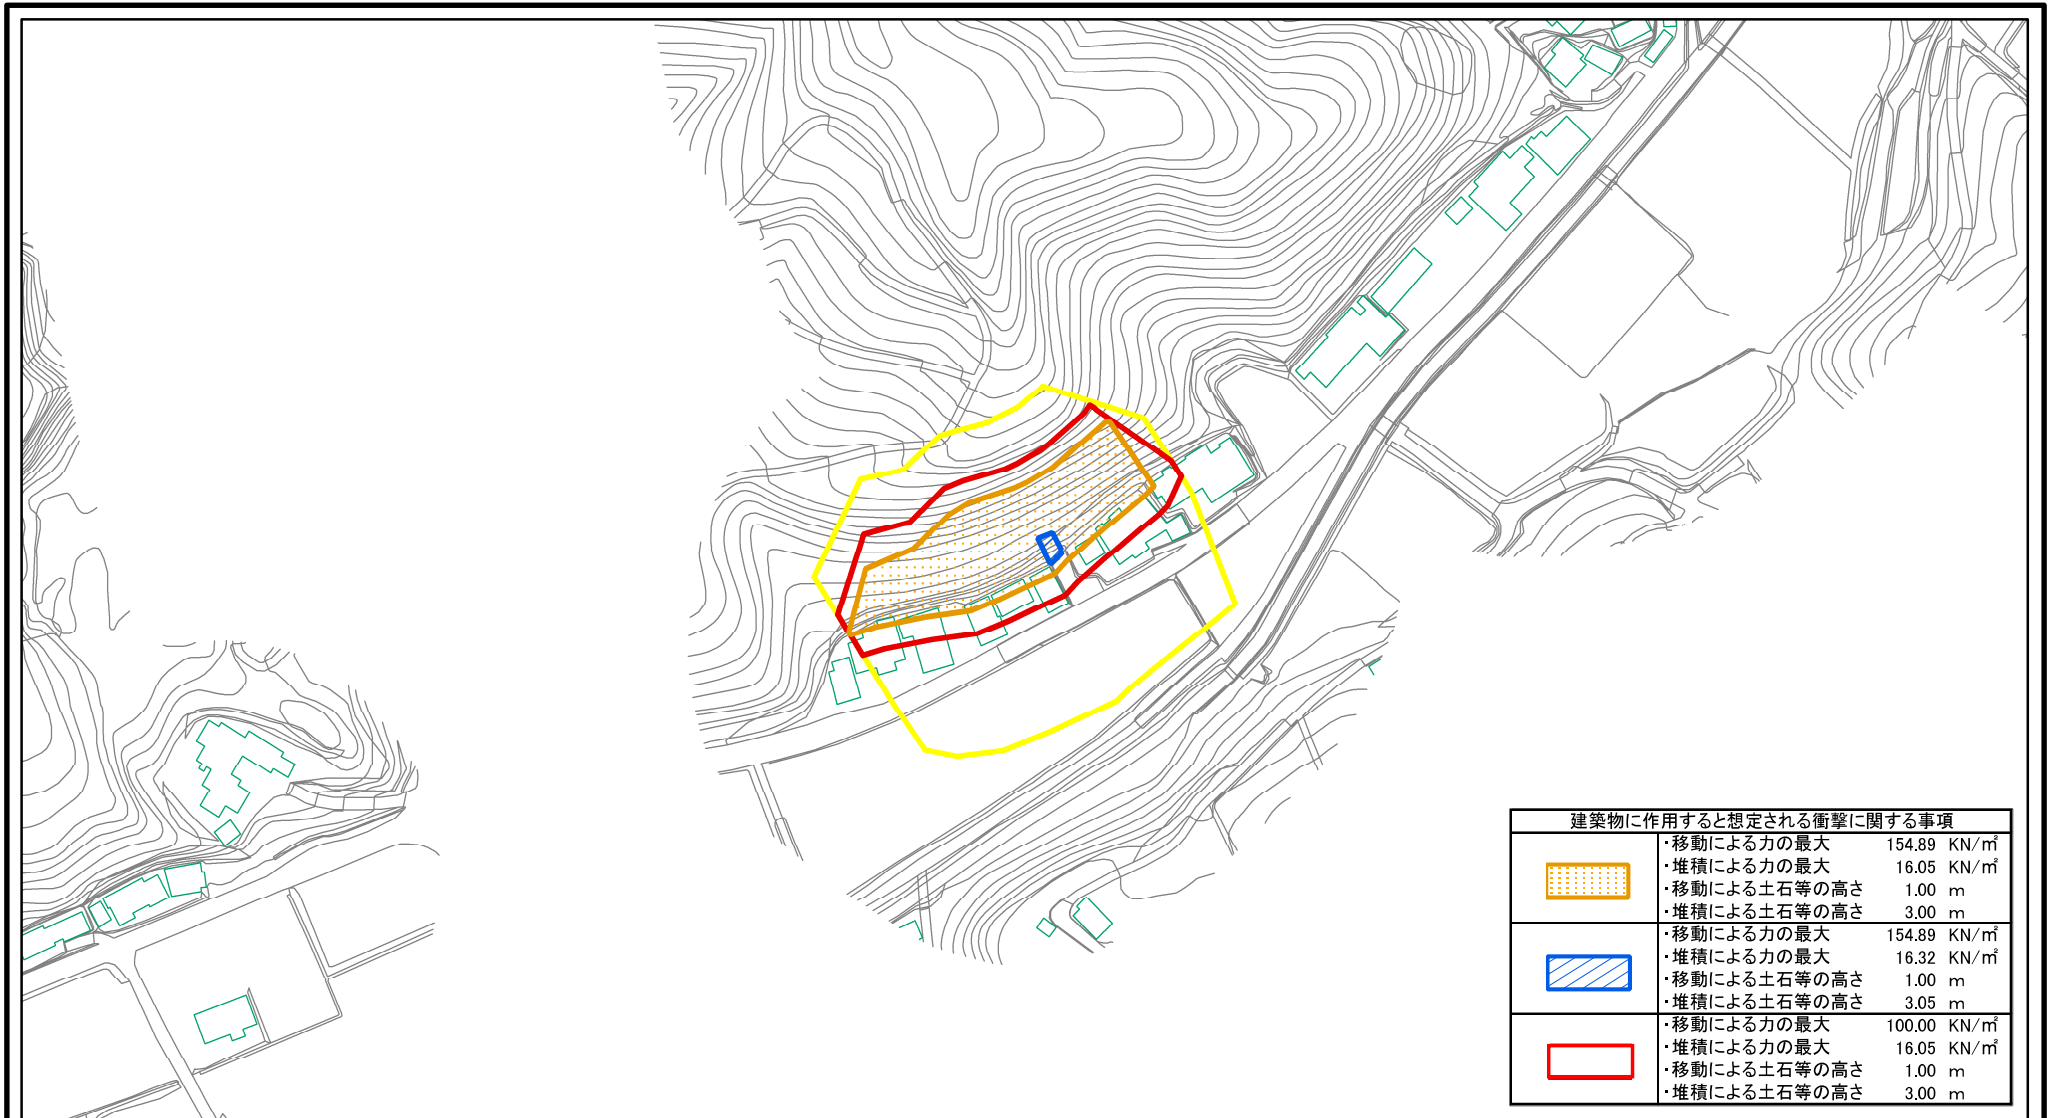 建築物に作用すると想定される衝撃に関する事項
・移動による力の最大 154.89 KN/㎡
・堆積による力の最大 16.05 KN/㎡
・移動による土石等の高さ 1.00 m
・堆積による土石等の高さ 3.00 m
・移動による力の最大 154.89 KN/㎡
・堆積による力の最大 16.32 KN/㎡
・移動による土石等の高さ 1.00 m
・堆積による土石等の高さ 3.05 m
・移動による力の最大 100.00 KN/㎡
・堆積による力の最大 16.05 KN/㎡
・移動による土石等の高さ 1.00 m
・堆積による土石等の高さ 3.00 m